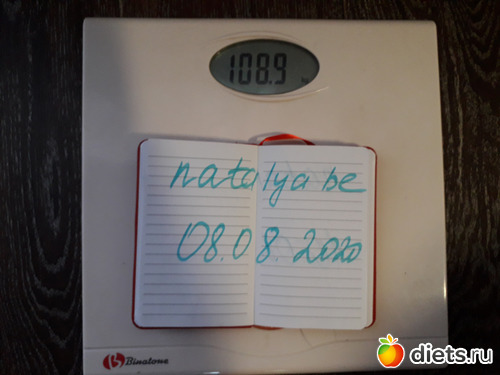 108.9
natalya be
08.08.2020
Binatone
diets.ru